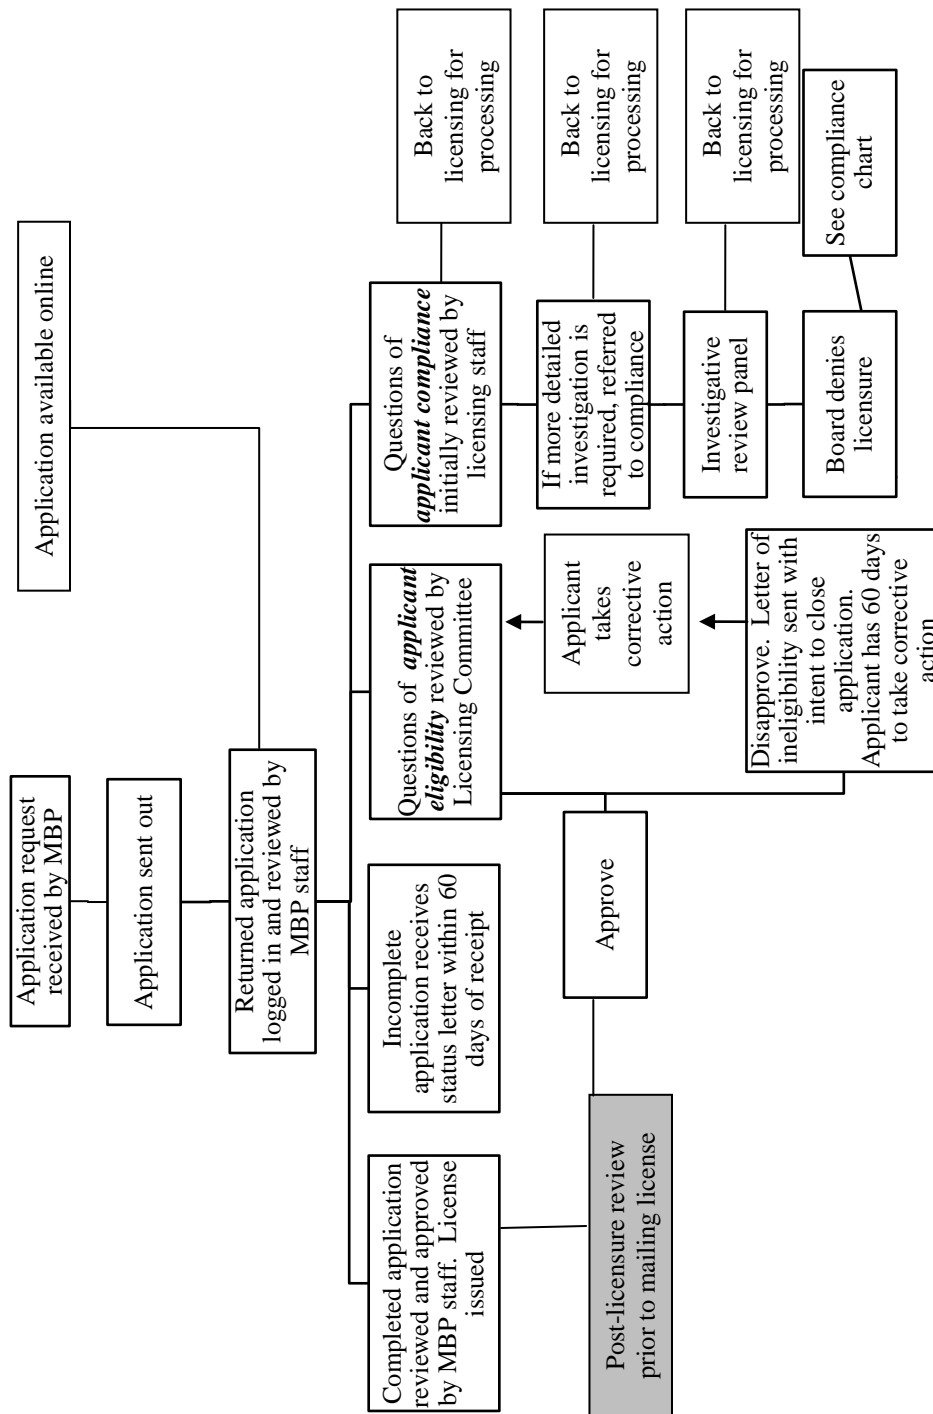 Application request
received by MBP
Application available online
Application sent out
Returned application
logged in and reviewed by
MBP staff
Completed application
reviewed and approved
by MBP staff.  License
issued
Incomplete
application receives
status letter within 60
days of receipt
Questions of applicant
eligibility reviewed by
Licensing Committee
Questions of
applicant compliance
initially reviewed by
licensing staff
Back to
licensing for
processing
Post-licensure review
prior to mailing license
Approve
Applicant
takes
corrective
action
If more detailed
investigation is
required, referred
to compliance
Back to
licensing for
processing
Disapprove.  Letter of
ineligibility sent with
intent to close
application.
Applicant has 60 days
to take corrective
action
Investigative
review panel
Back to
licensing for
processing
Board denies
licensure
See compliance
chart